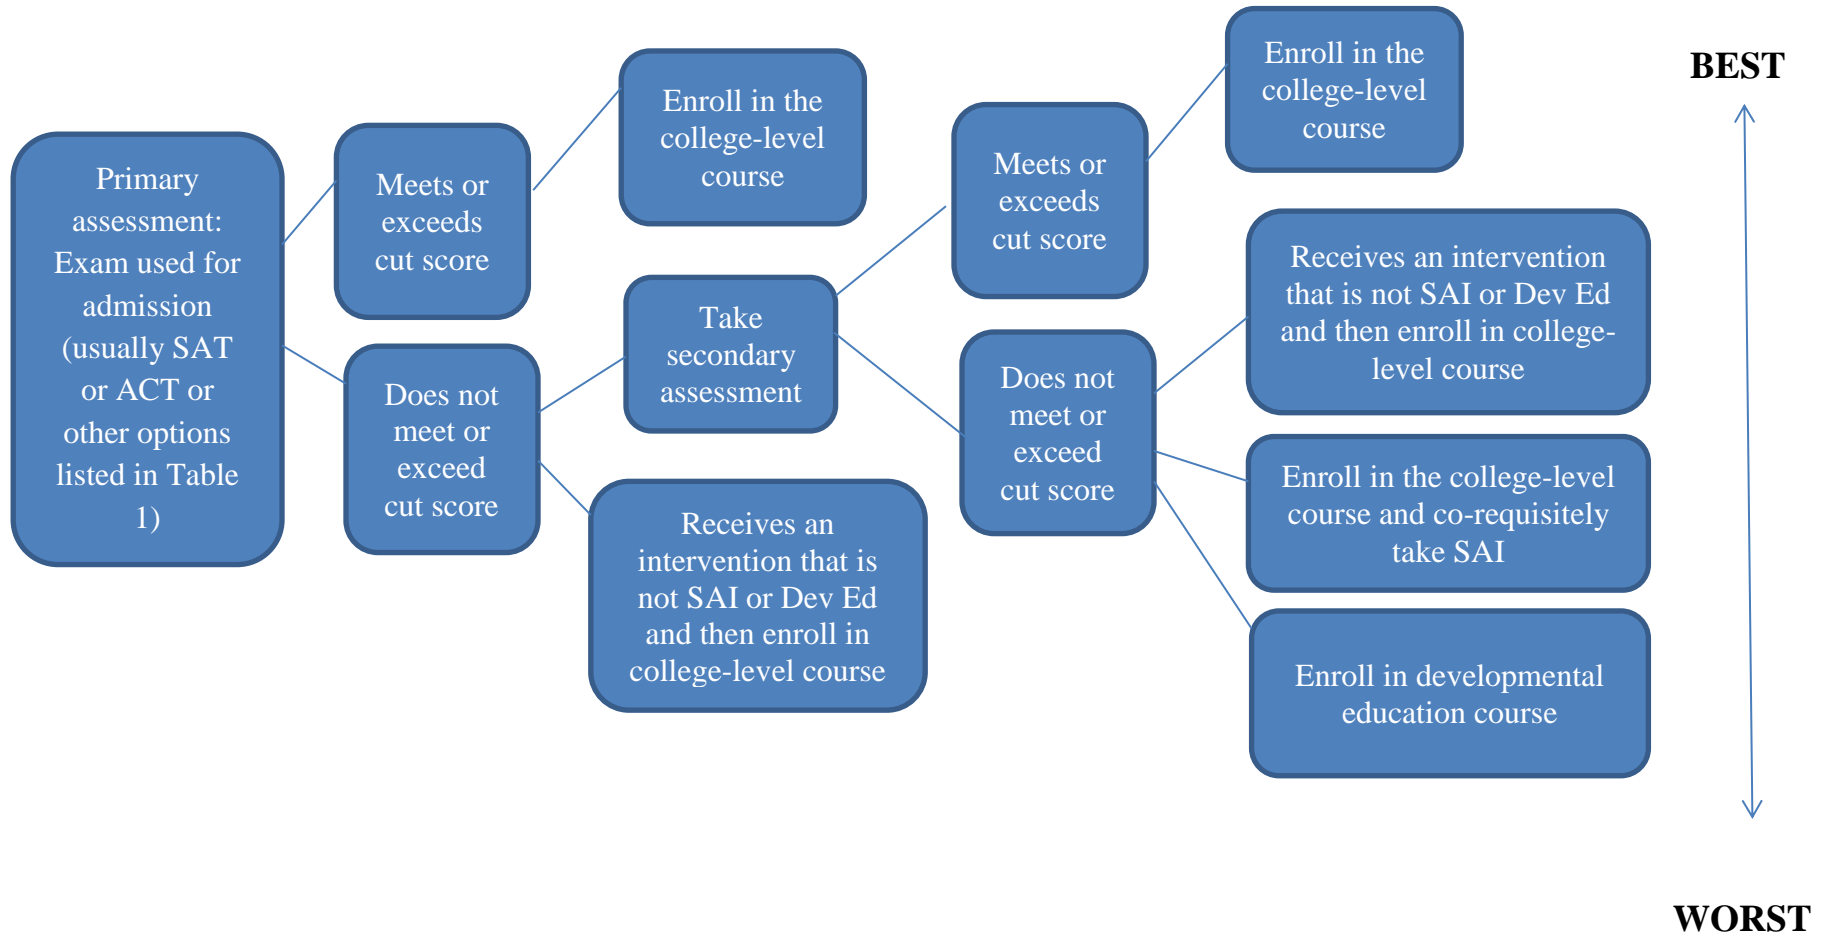 Primary
assessment:
Exam used for
admission
(usually SAT
or ACT or
other options
listed in Table
1)
Meets or
exceeds
cut score
Does not
meet or
exceed
cut score
Enroll in the
college-level
course
Take
secondary
assessment
Receives an
intervention that is
not SAI or Dev Ed
and then enroll in
college-level course
Meets or
exceeds
cut score
Does not
meet or
exceed
cut score
Enroll in the
college-level
course
Receives an intervention
that is not SAI or Dev Ed
and then enroll in college-
level course
Enroll in the college-level
course and co-requisitely
take SAI
Enroll in developmental
education course
BEST
WORST